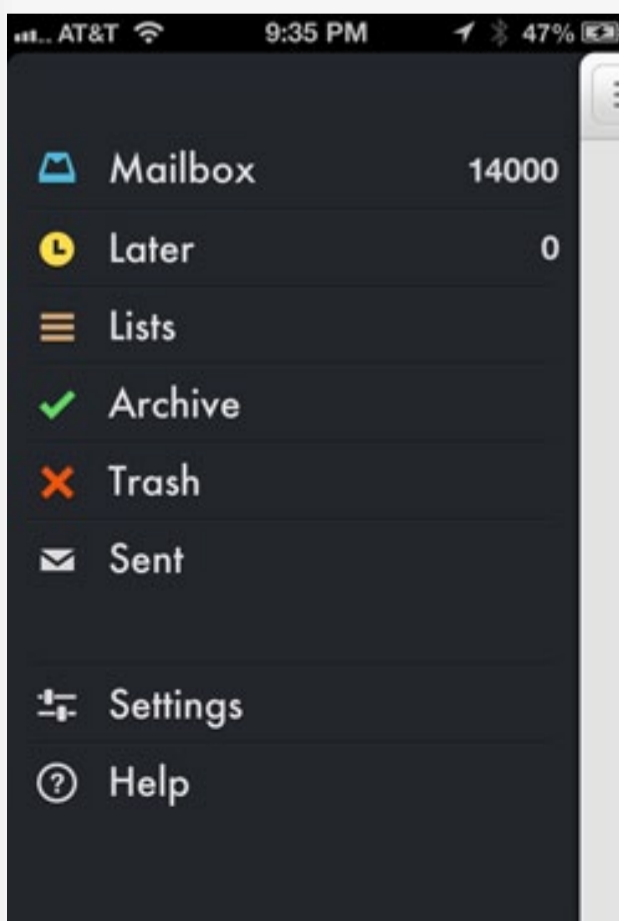 AT&T 9:35 PM 47%
Mailbox 14000
Later 0
Lists
Archive
Trash
Sent
Settings
? Help